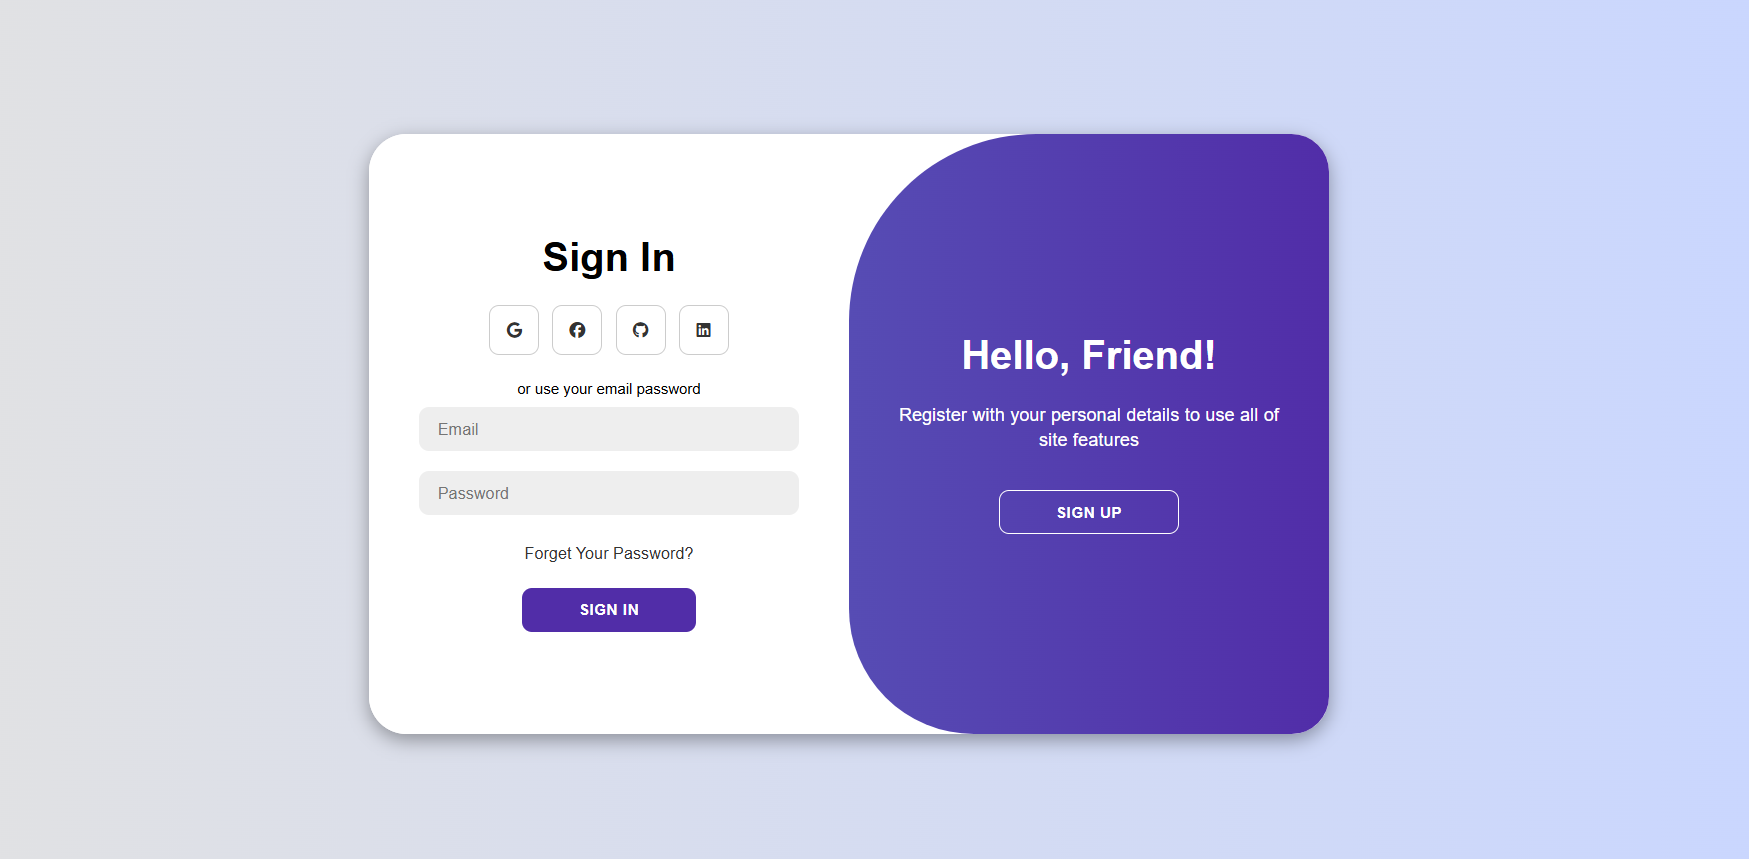 Sign In
or use your email password
Email
Password
Forget Your Password?
SIGN IN
Hello, Friend!
Register with your personal details to use all of
site features
SIGN UP